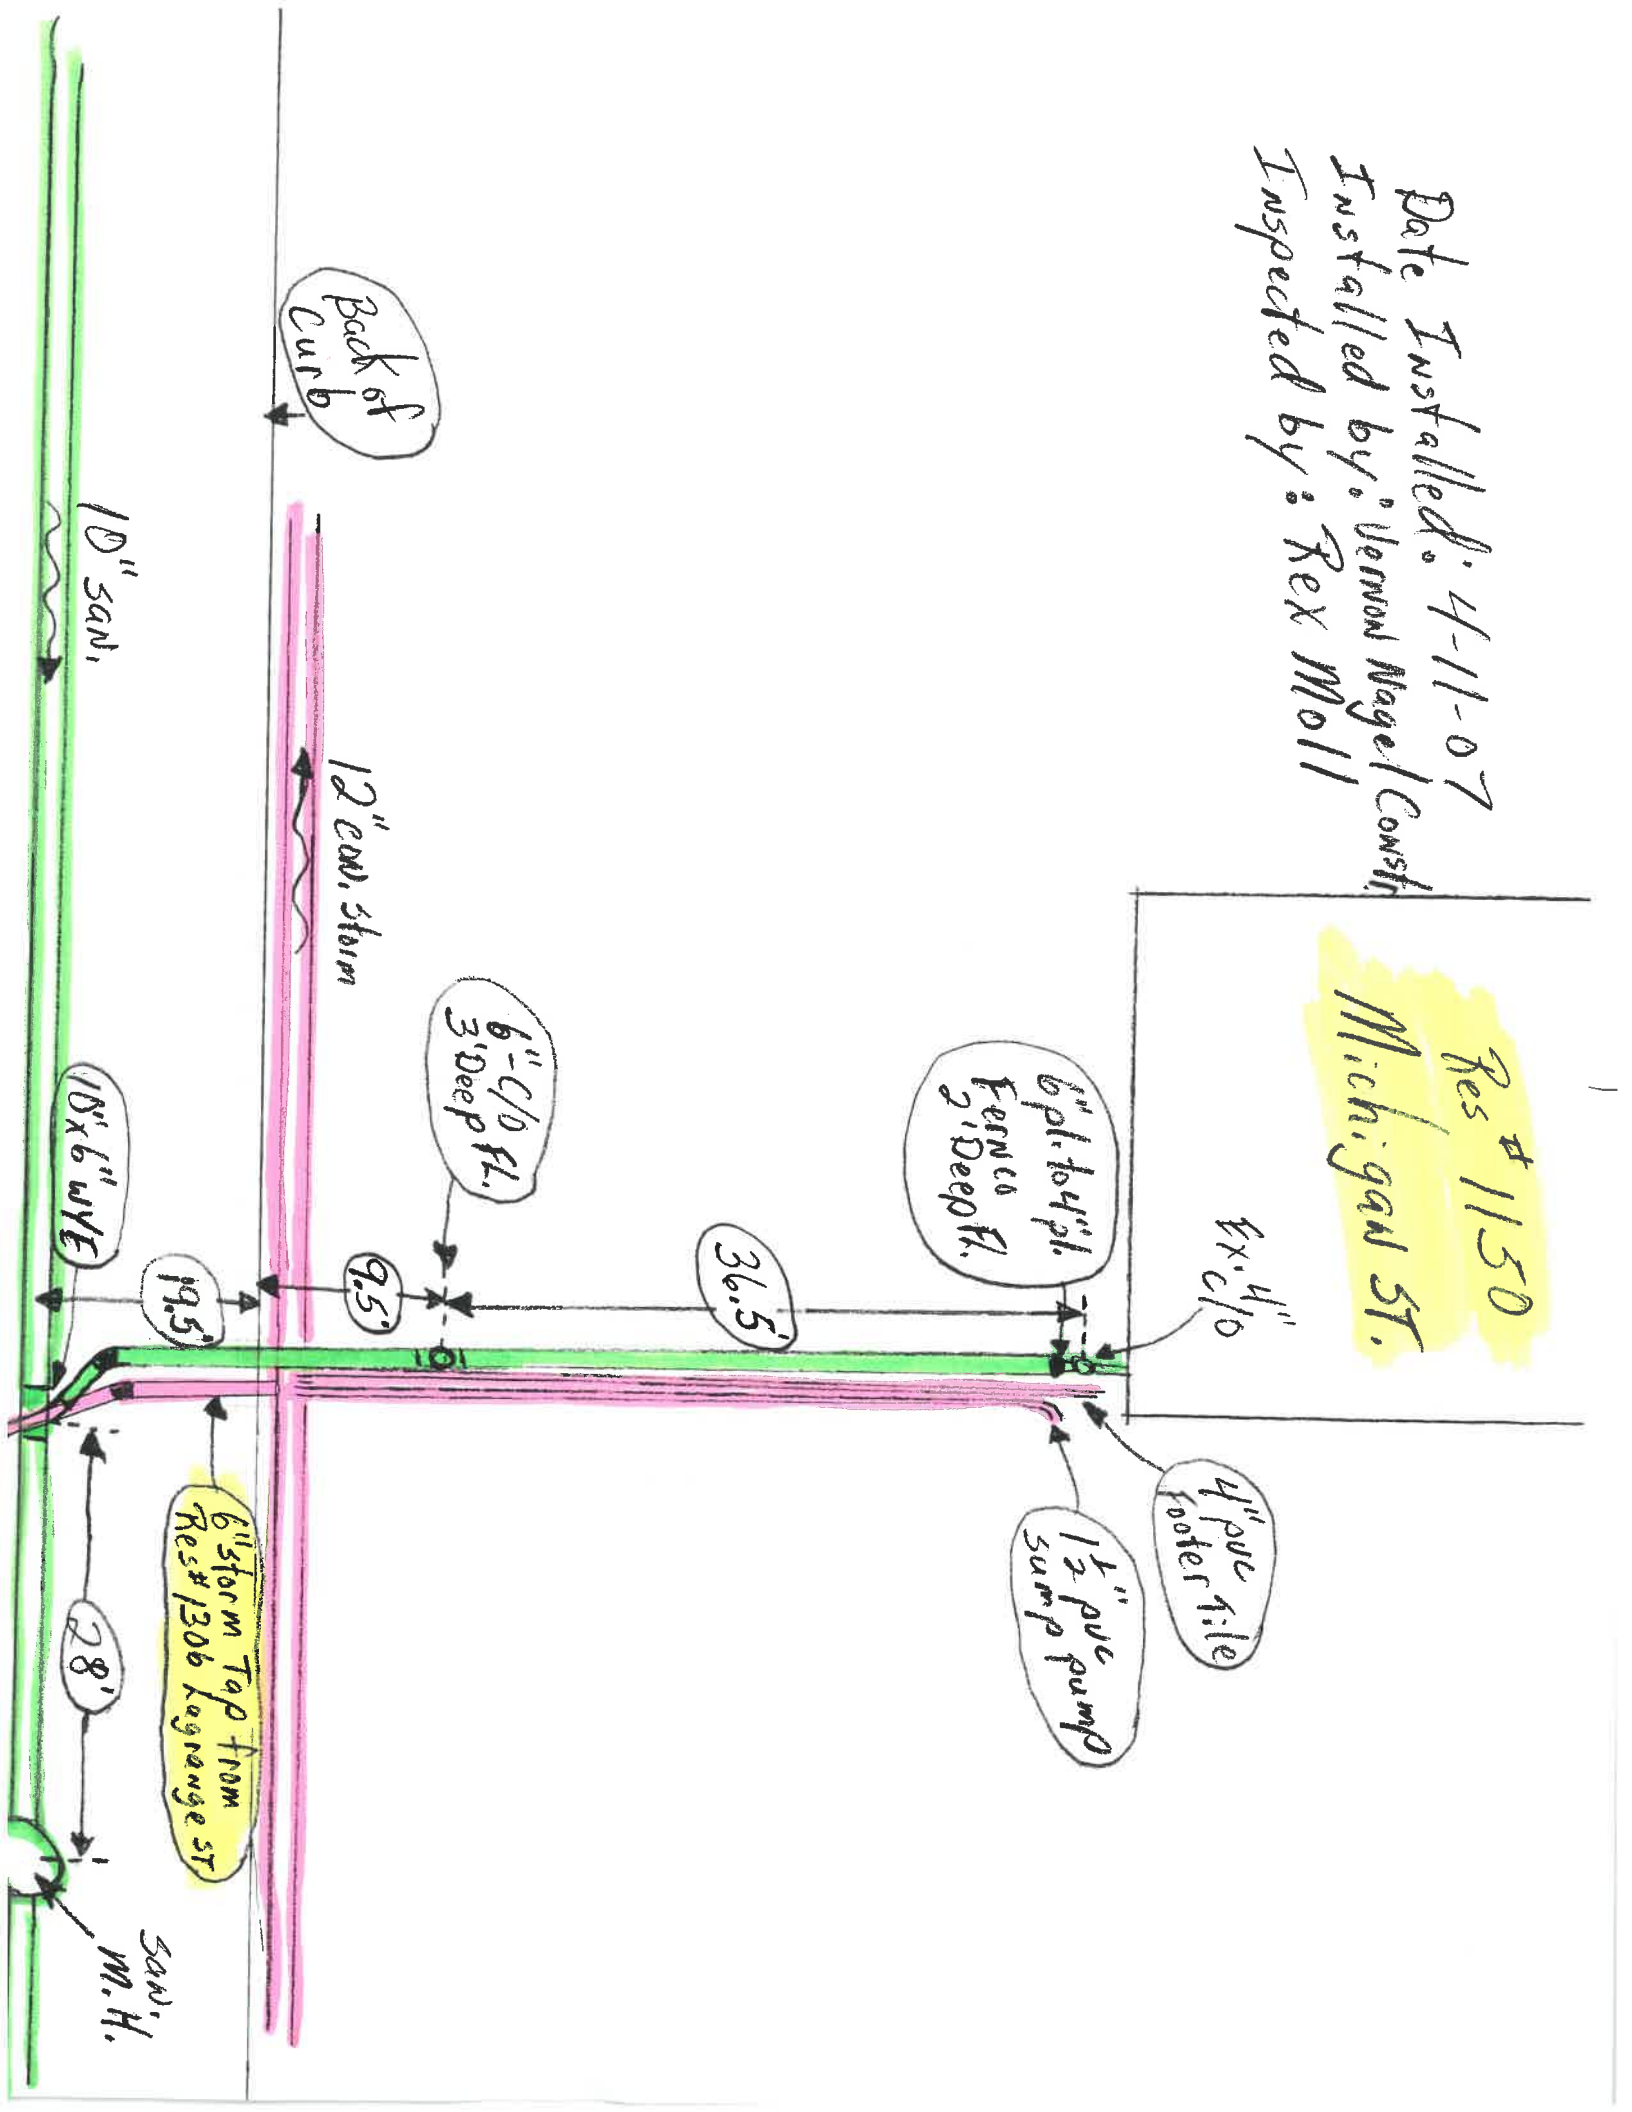 Date Installed: 4-11-07
Installed by: Vernon Nagel Constr.
Inspected by: Rex Moll
Res # 1150
Michigan ST.
Ex. 4"
c/o
4" pvc
Footer Tile
1½" pvc
sump pump
6" pl. to 4" pl.
Fernco
2' Deep Fl.
36.5'
6"-c/o
3' Deep FL.
9.5'
Back of
Curb
12" con. storm
19.5'
6" storm Tap from
Res # 1306 Lagrange ST
10" san.
10" x 6" WYE
28'
san.
M.H.